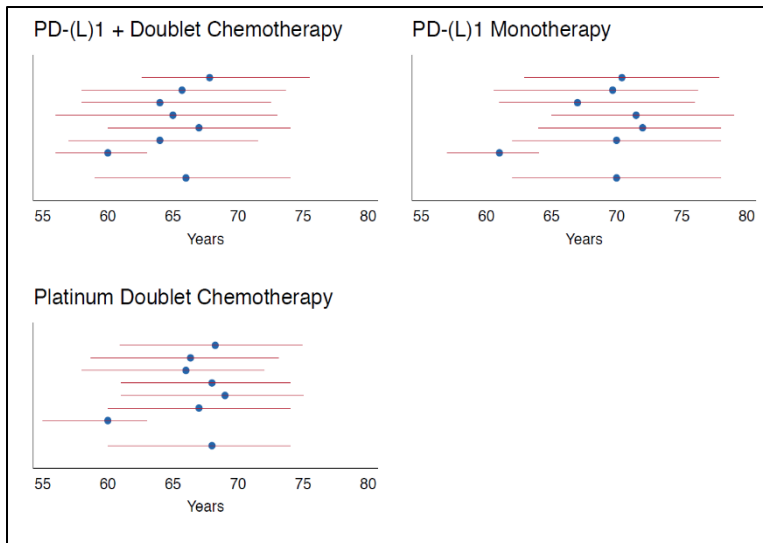 PD-(L)1 + Doublet Chemotherapy
55 60 65 70 75 80
Years
PD-(L)1 Monotherapy
55 60 65 70 75 80
Years
Platinum Doublet Chemotherapy
55 60 65 70 75 80
Years